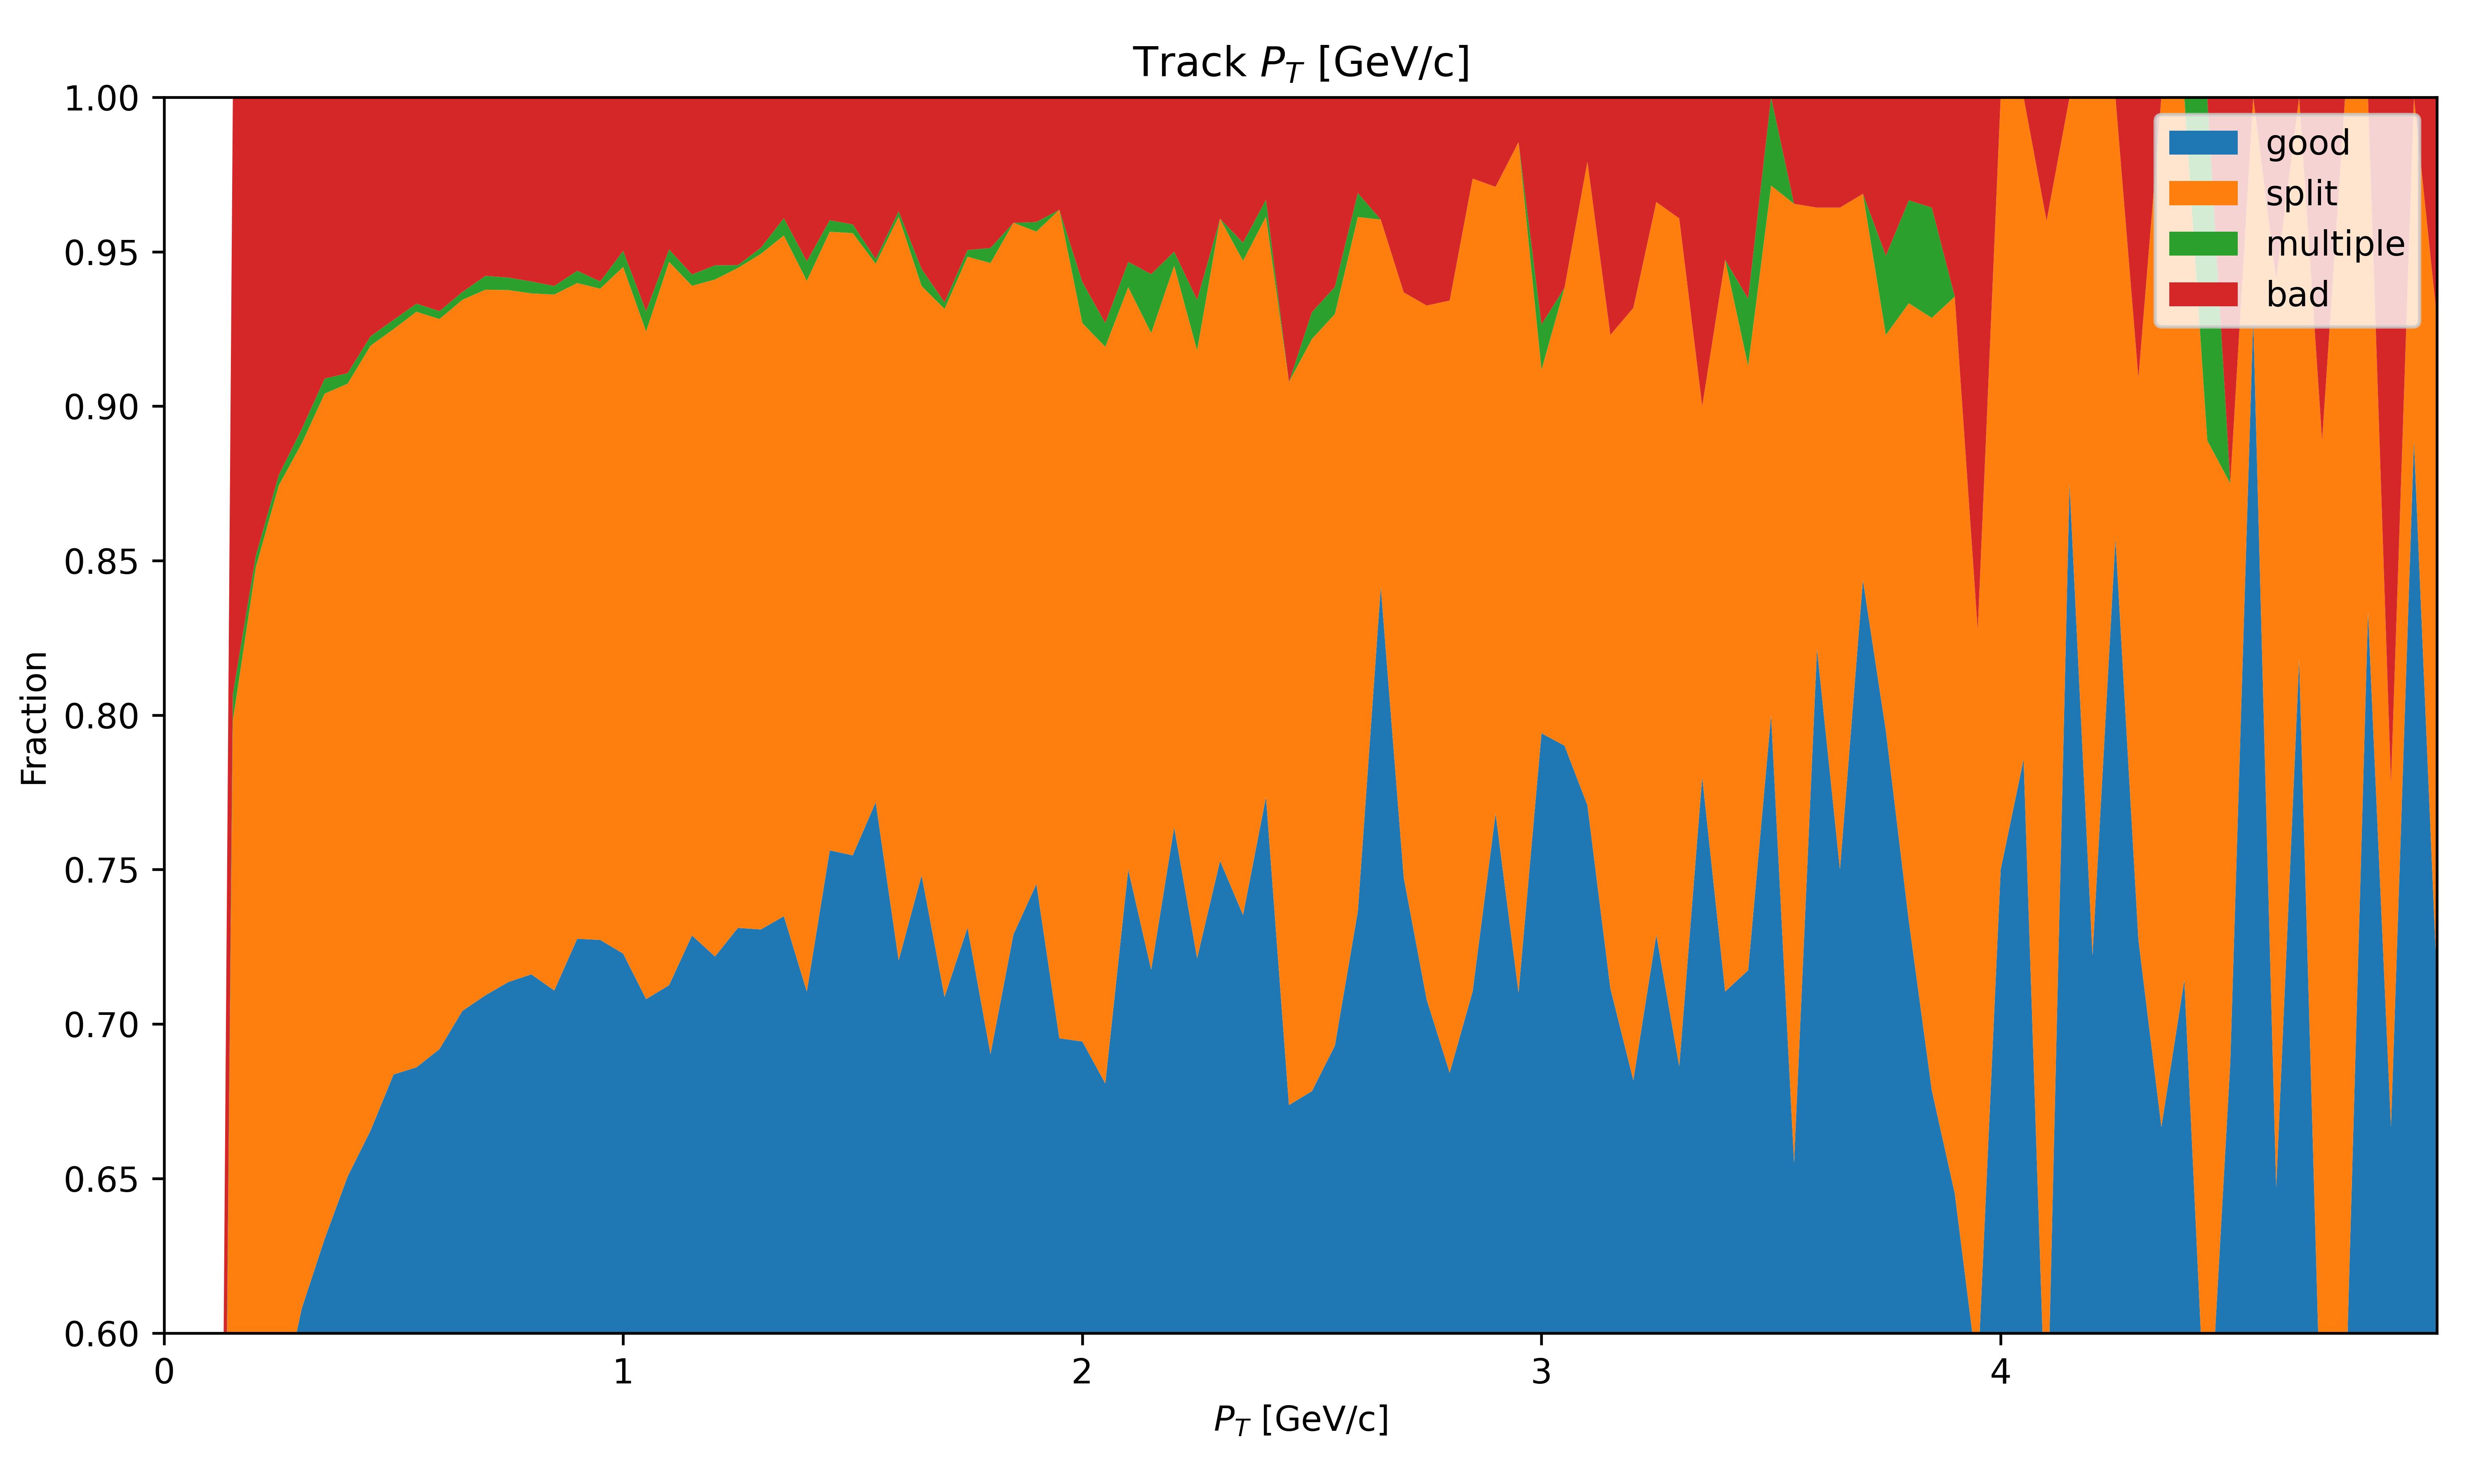 Track P_T [GeV/c]
1.00
0.95
0.90
0.85
0.80
0.75
0.70
0.65
0.60
Fraction
good
split
multiple
bad
0 1 2 3 4
P_T [GeV/c]